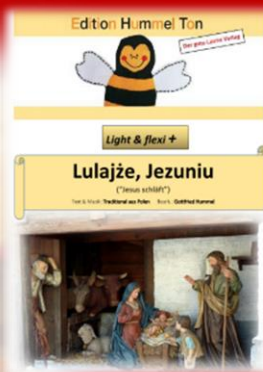 Edition Hummel Ton
Der gute Laune Verlag
Light & flexi +
Lulajże, Jezuniu
("Jesus schläft")
Text & Musik: Traditional aus Polen Bearb.: Gottfried Hummel